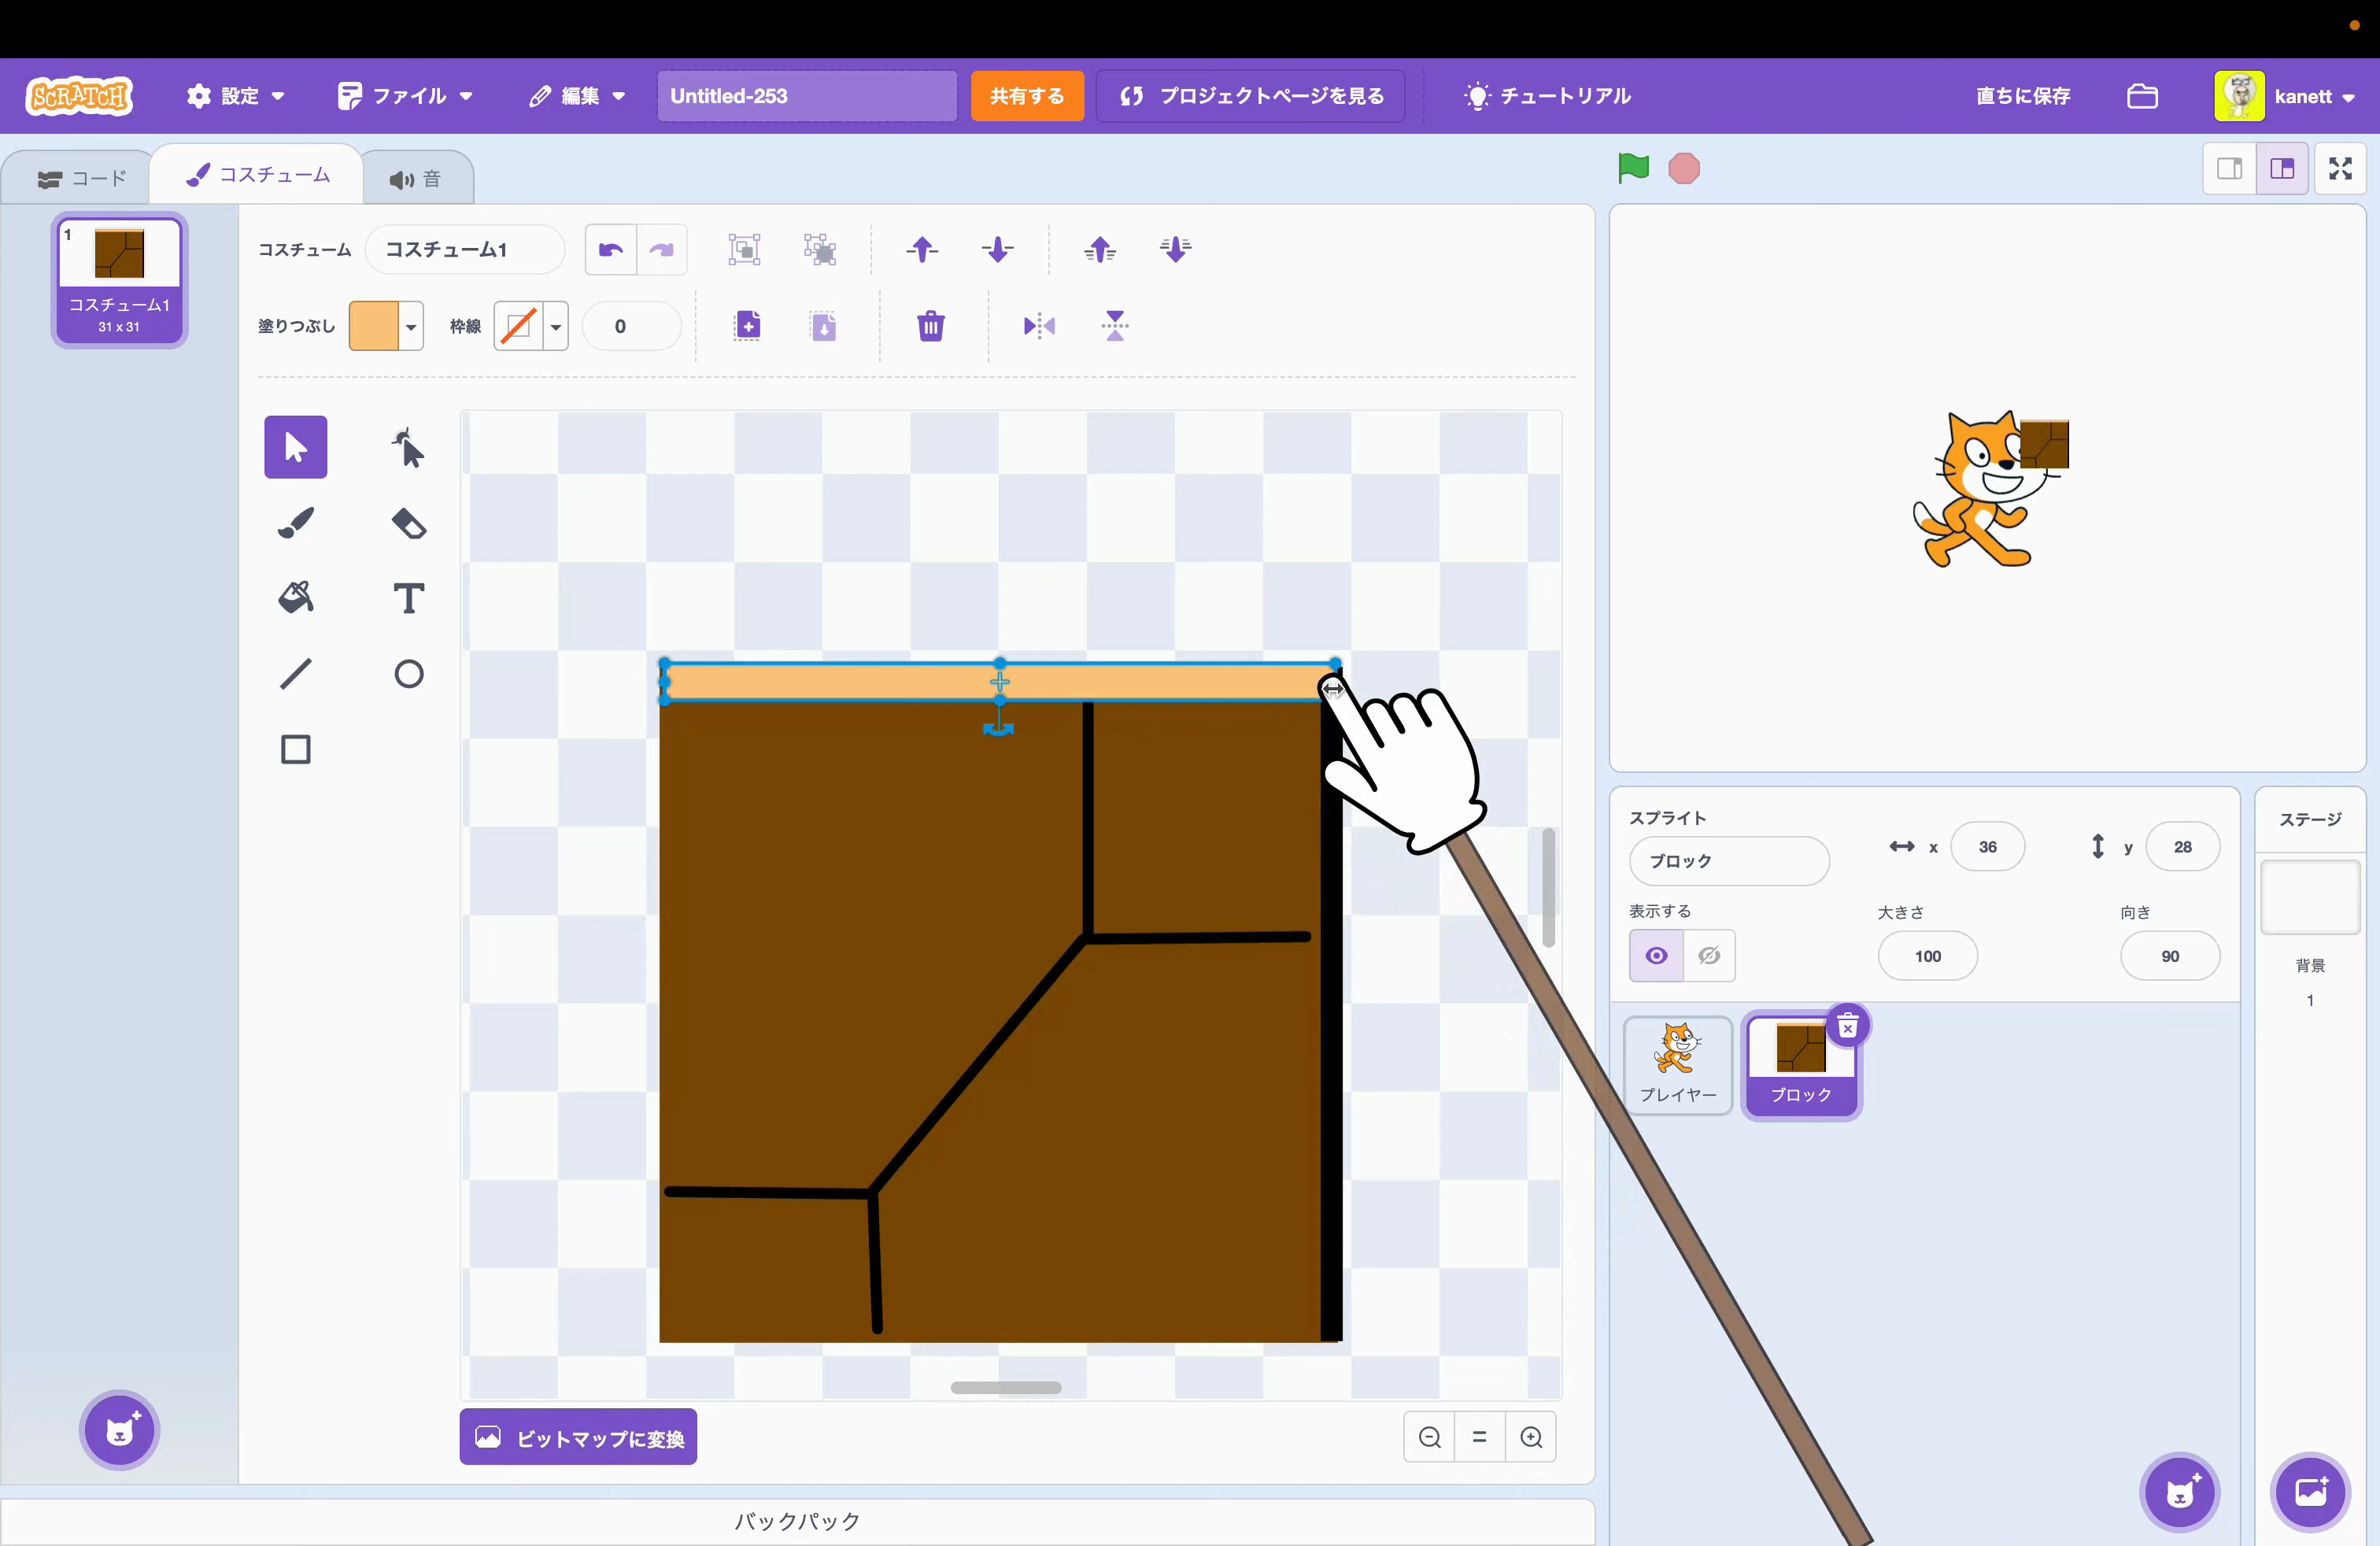 SCRATCH
設定
ファイル
編集
Untitled-253
共有する
プロジェクトページを見る
チュートリアル
直ちに保存
kanett
コード
コスチューム
音
1
コスチューム1
31 x 31
コスチューム
コスチューム1
塗りつぶし
枠線
0
T
ビットマップに変換
バックパック
スプライト
ブロック
x
36
y
28
表示する
大きさ
向き
100
90
プレイヤー
ブロック
ステージ
背景
1